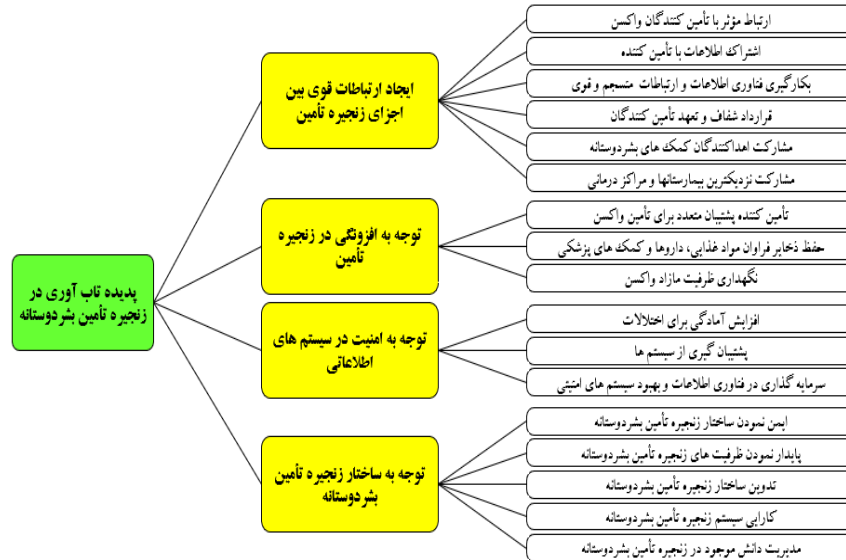 پدیده تاب آوری در
زنجیره تأمین بشردوستانه
ایجاد ارتباطات قوی بین
اجزای زنجیره تأمین
ارتباط مؤثر با تأمین کنندگان واکسن
اشتراک اطلاعات با تأمین کننده
بکارگیری فناوری اطلاعات و ارتباطات منسجم و قوی
قرارداد شفاف و تعهد تأمین کنندگان
مشارکت اهداکنندگان کمک های بشردوستانه
مشارکت نزدیکترین بیمارستانها و مراکز درمانی
توجه به افزونگی در زنجیره
تأمین
تأمین کننده پشتیبان متعدد برای تأمین واکسن
حفظ ذخایر فراوان مواد غذایی، داروها و کمک های پزشکی
نگهداری ظرفیت مازاد واکسن
توجه به امنیت در سیستم های
اطلاعاتی
افزایش آمادگی برای اختلالات
پشتیبان گیری از سیستم ها
سرمایه گذاری در فناوری اطلاعات و بهبود سیستم های امنیتی
توجه به ساختار زنجیره تأمین
بشردوستانه
ایمن نمودن ساختار زنجیره تأمین بشردوستانه
پایدار نمودن ظرفیت های زنجیره تأمین بشردوستانه
تدوین ساختار زنجیره تأمین بشردوستانه
کارایی سیستم زنجیره تأمین بشردوستانه
مدیریت دانش موجود در زنجیره تأمین بشردوستانه